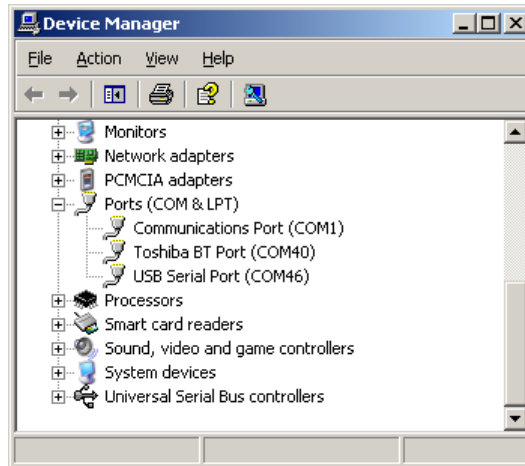 Device Manager
File Action View Help
Monitors
Network adapters
PCMCIA adapters
Ports (COM & LPT)
Communications Port (COM1)
Toshiba BT Port (COM40)
USB Serial Port (COM46)
Processors
Smart card readers
Sound, video and game controllers
System devices
Universal Serial Bus controllers